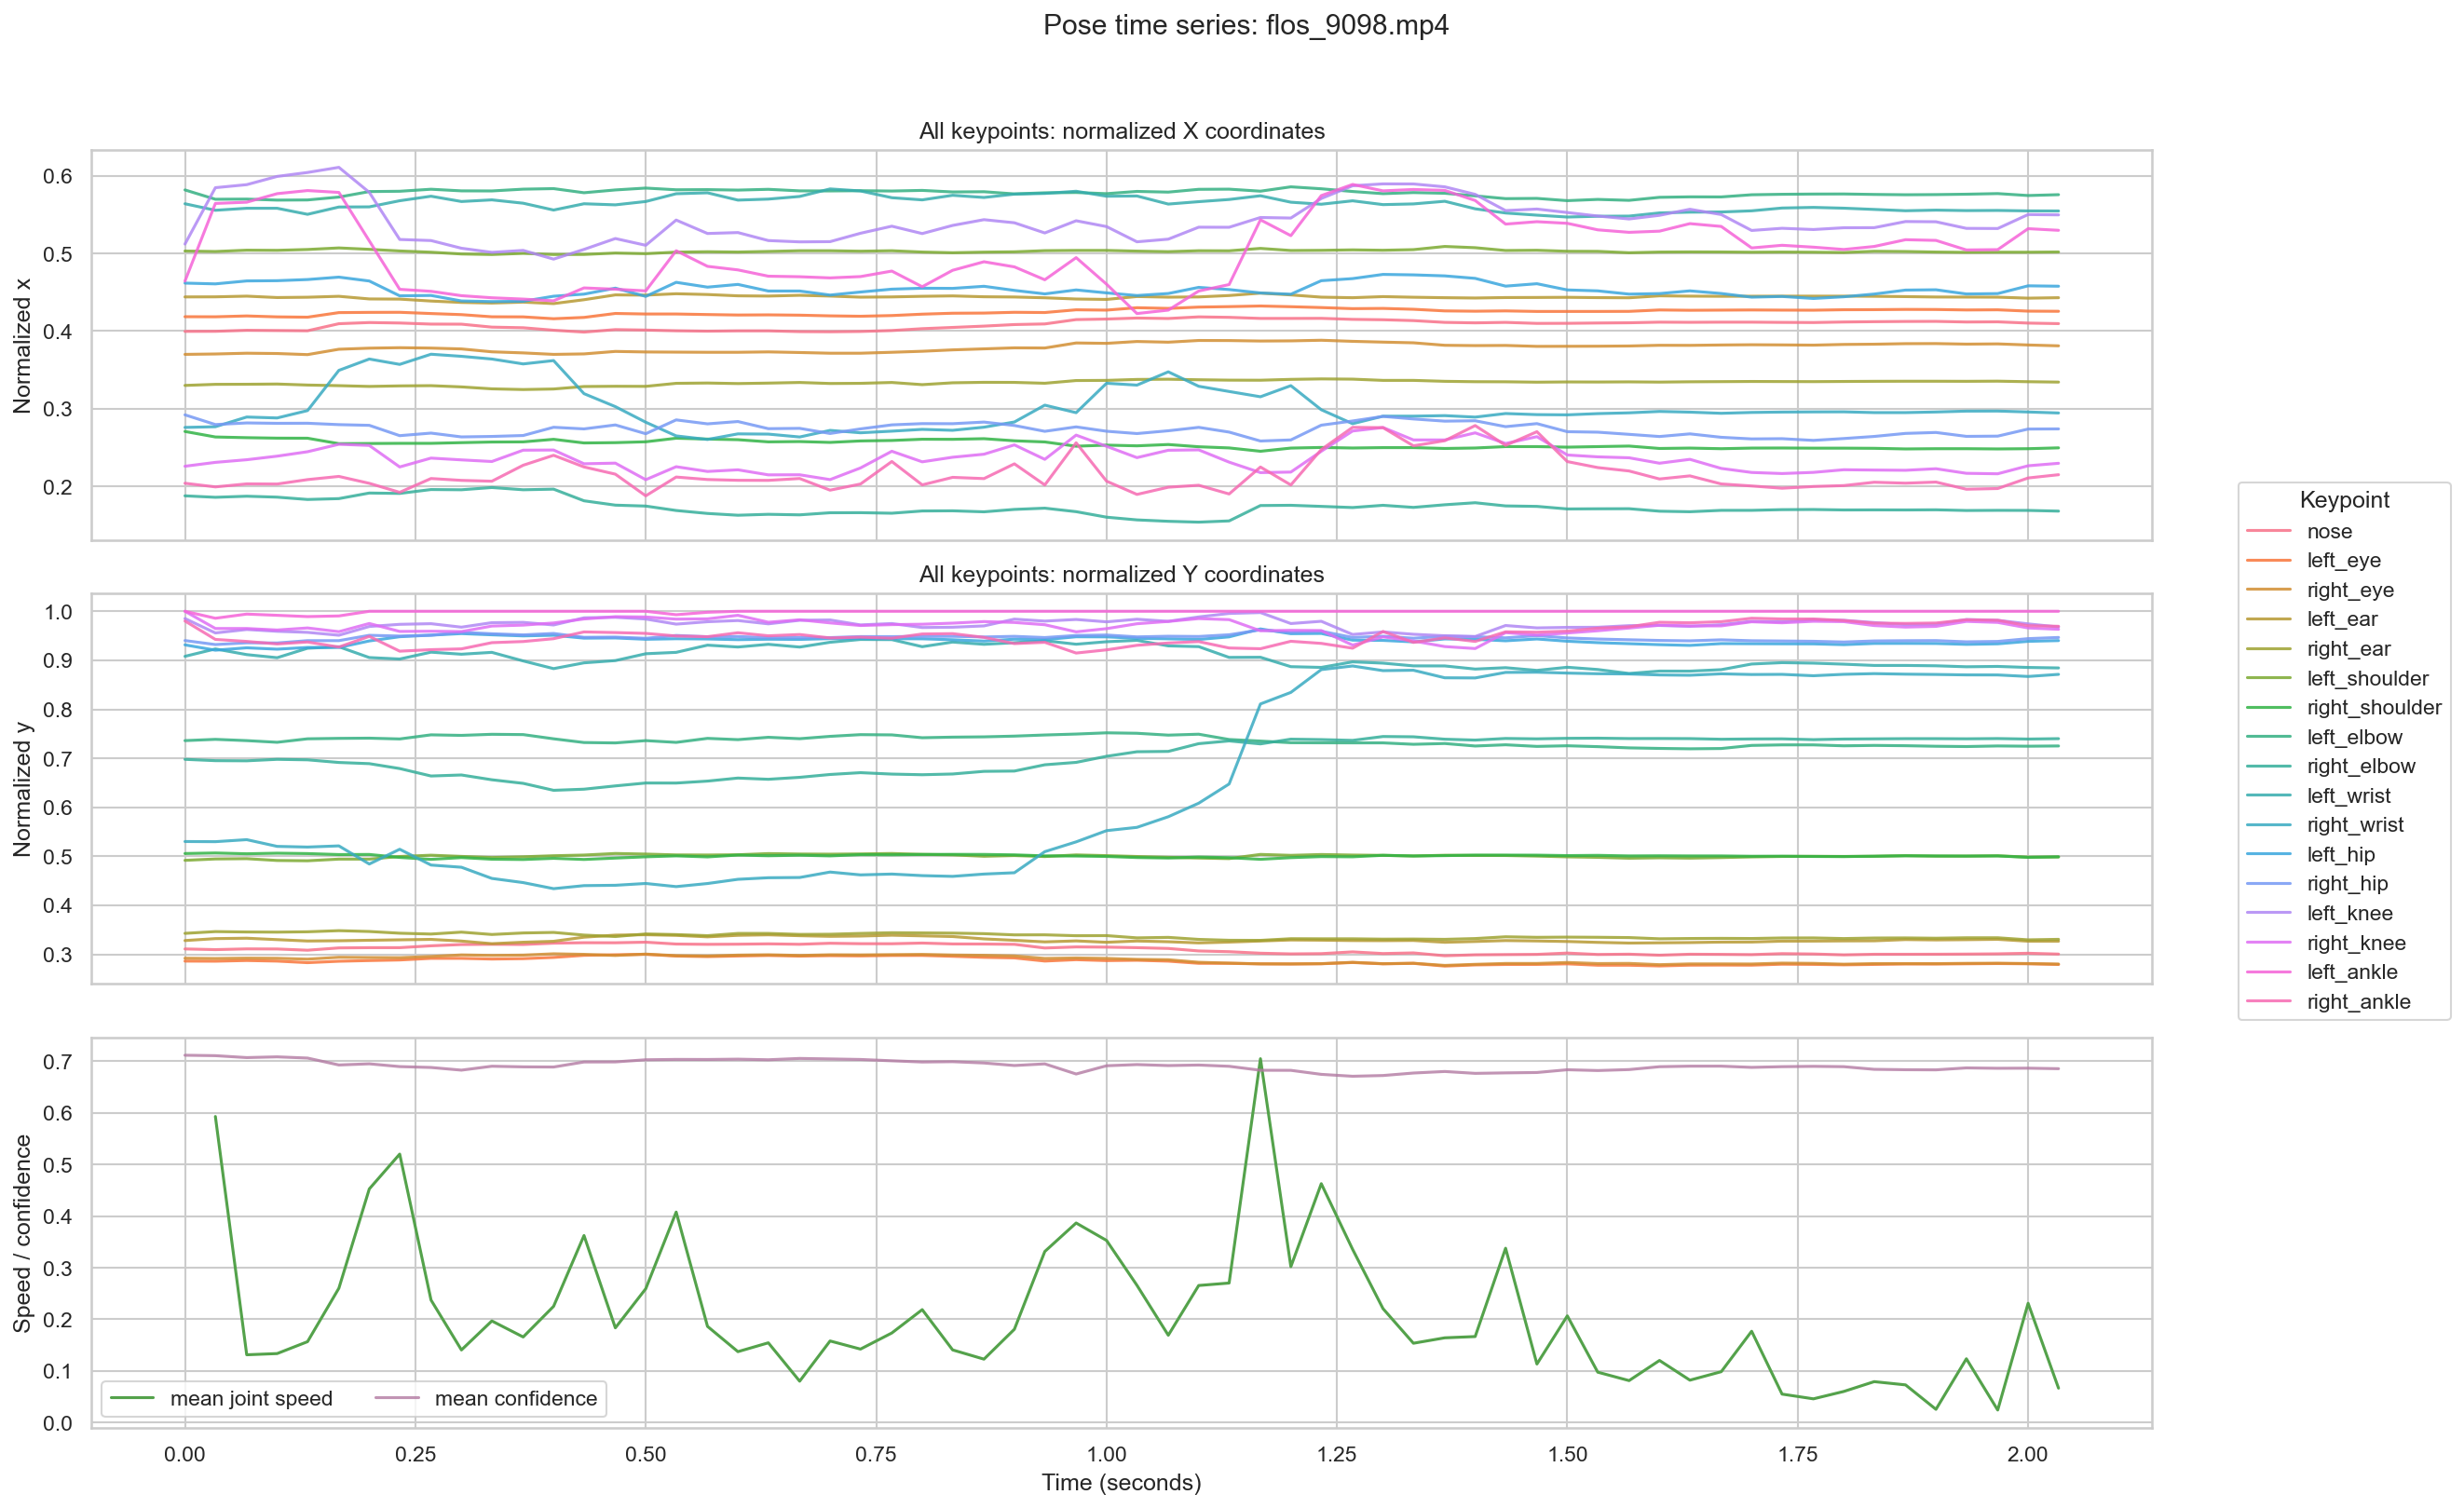 Pose time series: flos_9098.mp4
All keypoints: normalized X coordinates
Normalized x
0.6
0.5
0.4
0.3
0.2
All keypoints: normalized Y coordinates
Normalized y
1.0
0.9
0.8
0.7
0.6
0.5
0.4
0.3
Keypoint
nose
left_eye
right_eye
left_ear
right_ear
left_shoulder
right_shoulder
left_elbow
right_elbow
left_wrist
right_wrist
left_hip
right_hip
left_knee
right_knee
left_ankle
right_ankle
Speed / confidence
0.7
0.6
0.5
0.4
0.3
0.2
0.1
0.0
mean joint speed
mean confidence
0.00 0.25 0.50 0.75 1.00 1.25 1.50 1.75 2.00
Time (seconds)